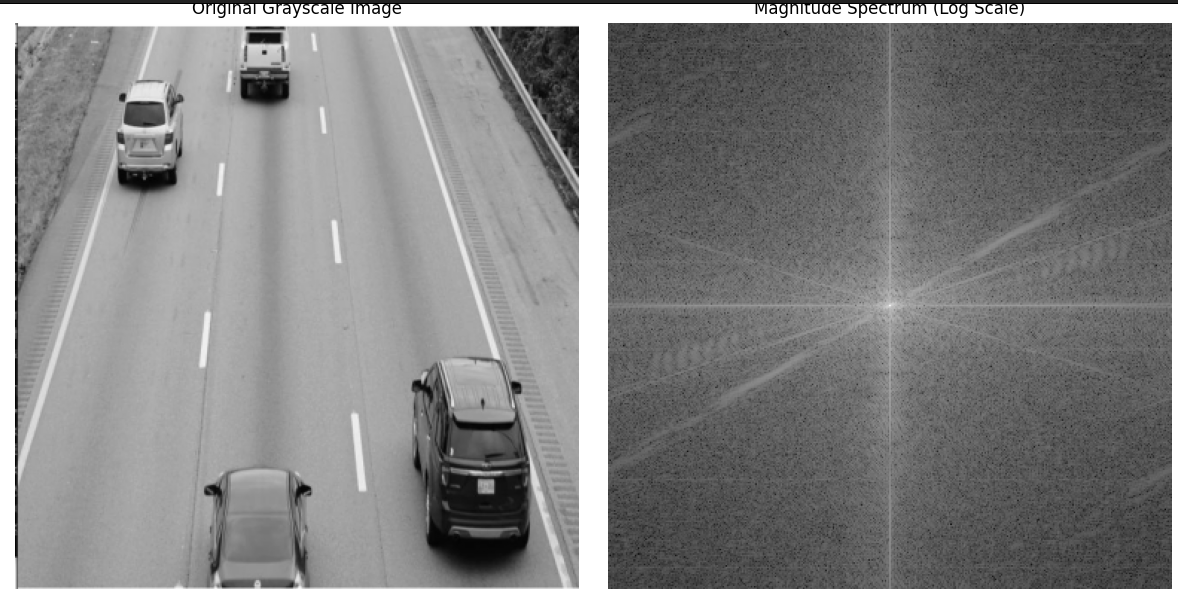 Original Grayscale Image
Magnitude Spectrum (Log Scale)